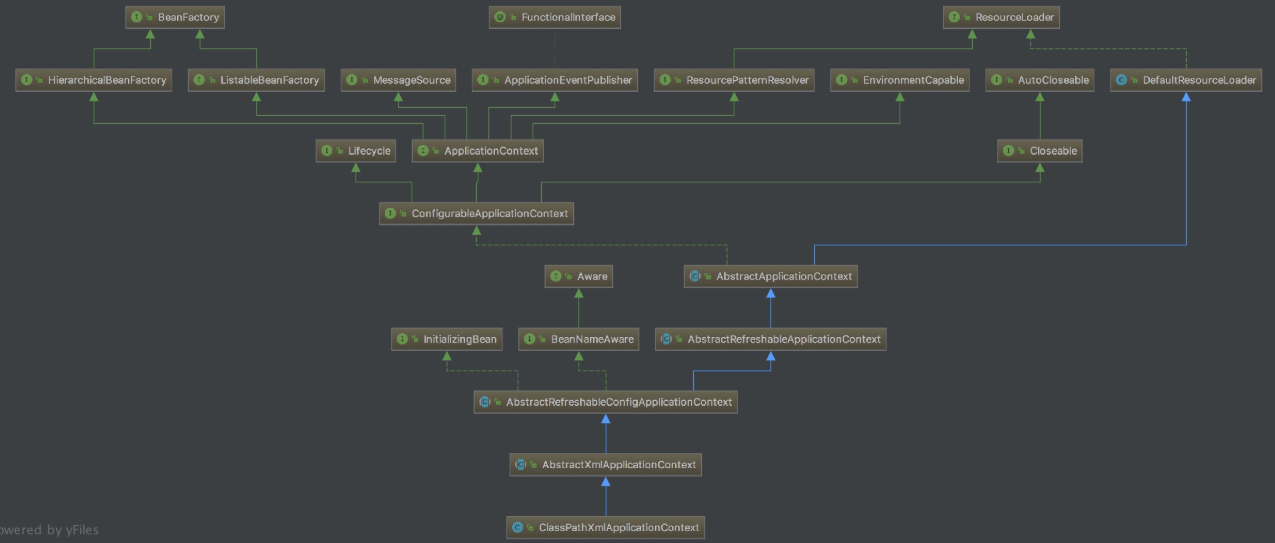 BeanFactory
FunctionalInterface
ResourceLoader
HierarchicalBeanFactory
ListableBeanFactory
MessageSource
ApplicationEventPublisher
ResourcePatternResolver
EnvironmentCapable
AutoCloseable
DefaultResourceLoader
Lifecycle
ApplicationContext
Closeable
ConfigurableApplicationContext
Aware
AbstractApplicationContext
InitializingBean
BeanNameAware
AbstractRefreshableApplicationContext
AbstractRefreshableConfigApplicationContext
AbstractXmlApplicationContext
ClassPathXmlApplicationContext
owered by yFiles